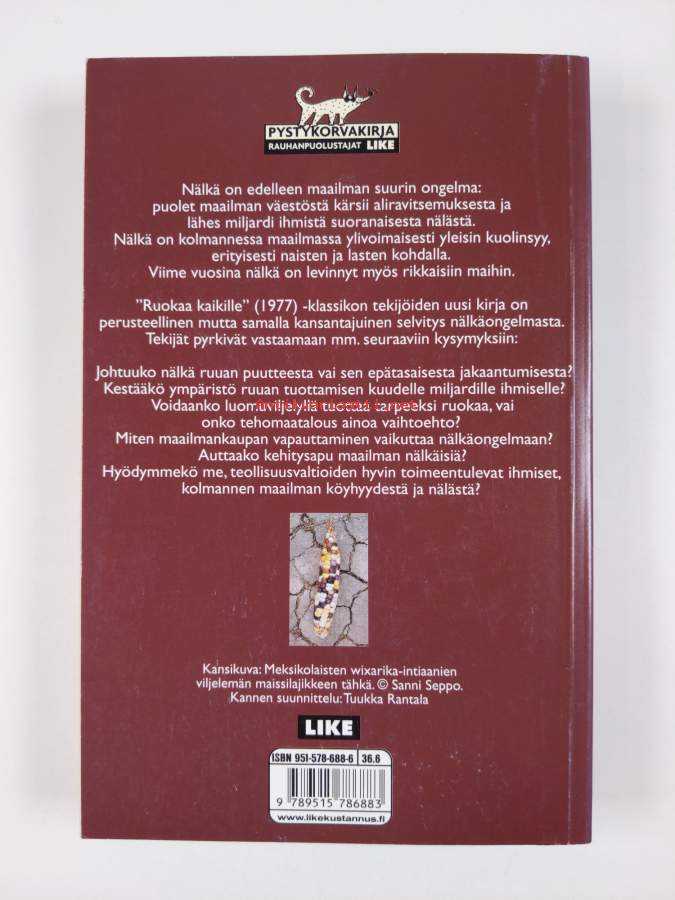 PYSTYKORVAKIRJA
RAUHANPUOLUSTAJAT LIKE
Nälkä on edelleen maailman suurin ongelma:
puolet maailman väestöstä kärsii aliravitsemuksesta ja
lähes miljardi ihmistä suoranaisesta nälästä.
Nälkä on kolmannessa maailmassa ylivoimaisesti yleisin kuolinsyy,
erityisesti naisten ja lasten kohdalla.
Viime vuosina nälkä on levinnyt myös rikkaisiin maihin.
"Ruokaa kaikille" (1977) -klassikon tekijöiden uusi kirja on
perusteellinen mutta samalla kansantajuinen selvitys nälkäongelmasta.
Tekijät pyrkivät vastaamaan mm. seuraaviin kysymyksiin:
Johtuuko nälkä ruuan puutteesta vai sen epätasaisesta jakaantumisesta?
Kestääkö ympäristö ruuan tuottamisen kuudelle miljardille ihmiselle?
Voidaanko luomuviljelyllä tuottaa tarpeeksi ruokaa, vai
onko tehomaatalous ainoa vaihtoehto?
Miten maailmankaupan vapauttaminen vaikuttaa nälkäongelmaan?
Auttaako kehitysapu maailman nälkäisiä?
Hyödymmekö me, teollisuusvaltioiden hyvin toimeentulevat ihmiset,
kolmannen maailman köyhyydestä ja nälästä?
Kansikuva: Meksikolaisten wixarika-intiaanien
viljelemän maissilajikkeen tähkä. © Sanni Seppo.
Kannen suunnittelu: Tuukka Rantala
LIKE
ISBN 951-578-688-6 36.6
9 789515 786883
www.likekustannus.fi